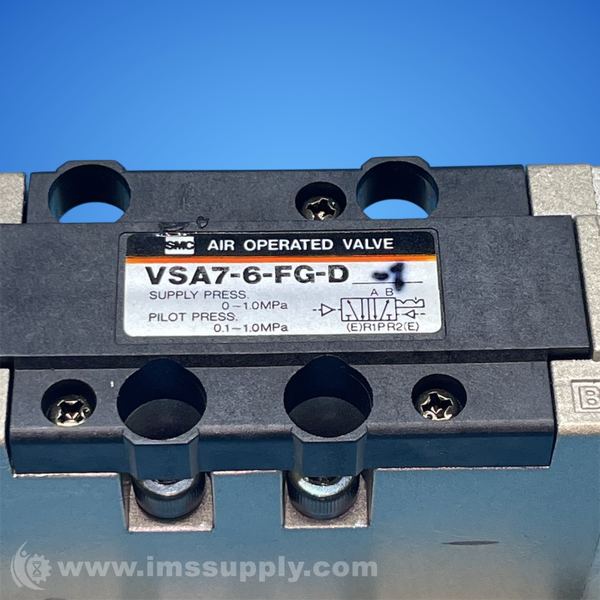 SMC AIR OPERATED VALVE
VSA7-6-FG-D -1
SUPPLY PRESS.
0~1.0MPa
PILOT PRESS.
0.1~1.0MPa
A B
(E)R1PR2(E)
B
www.imssupply.com